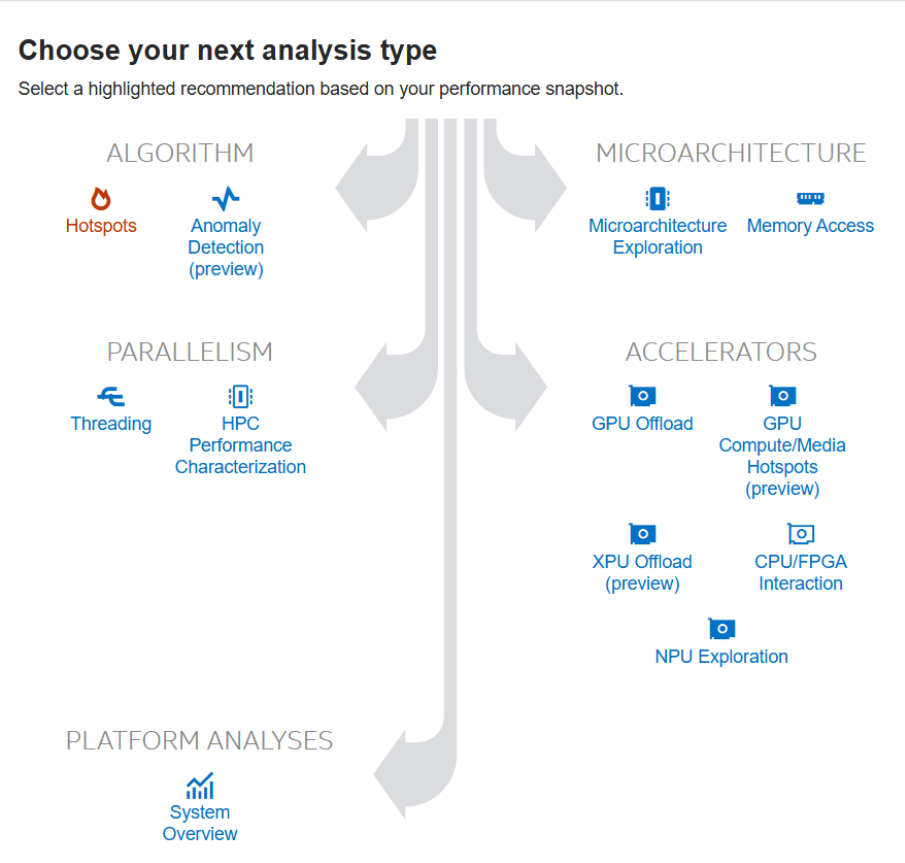 Choose your next analysis type
Select a highlighted recommendation based on your performance snapshot.
ALGORITHM
Hotspots
Anomaly
Detection
(preview)
MICROARCHITECTURE
Microarchitecture
Exploration
Memory Access
PARALLELISM
Threading
HPC
Performance
Characterization
ACCELERATORS
GPU Offload
GPU
Compute/Media
Hotspots
(preview)
XPU Offload
(preview)
CPU/FPGA
Interaction
NPU Exploration
PLATFORM ANALYSES
System
Overview